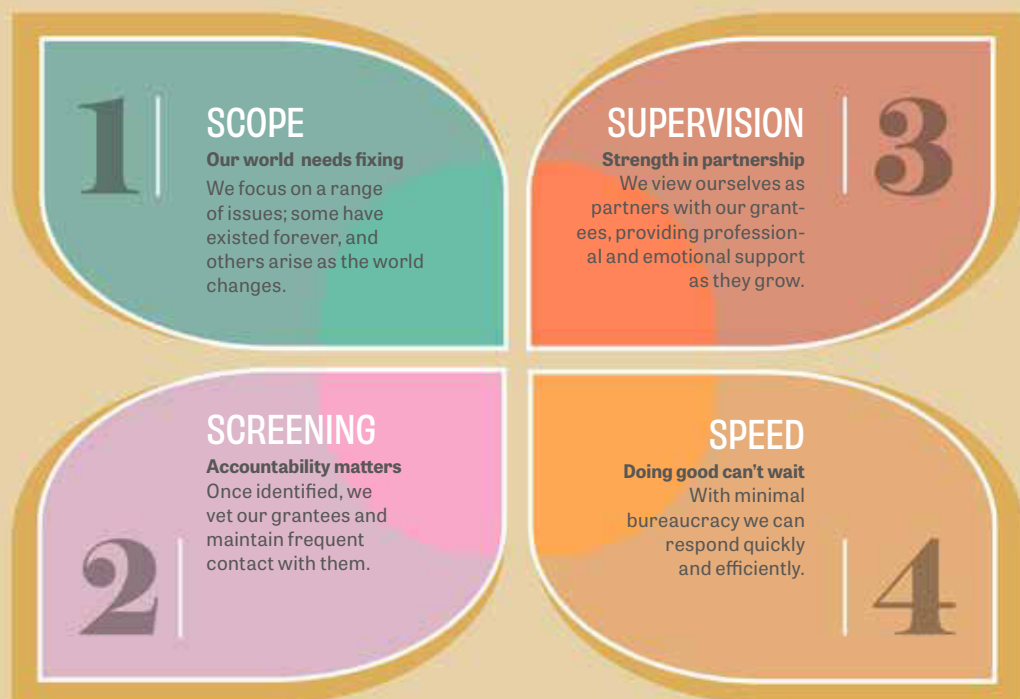 1
SCOPE
Our world needs fixing
We focus on a range
of issues; some have
existed forever, and
others arise as the world
changes.
2
SCREENING
Accountability matters
Once identified, we
vet our grantees and
maintain frequent
contact with them.
3
SUPERVISION
Strength in partnership
We view ourselves as
partners with our grant-
ees, providing profession-
al and emotional support
as they grow.
4
SPEED
Doing good can’t wait
With minimal
bureaucracy we can
respond quickly
and efficiently.